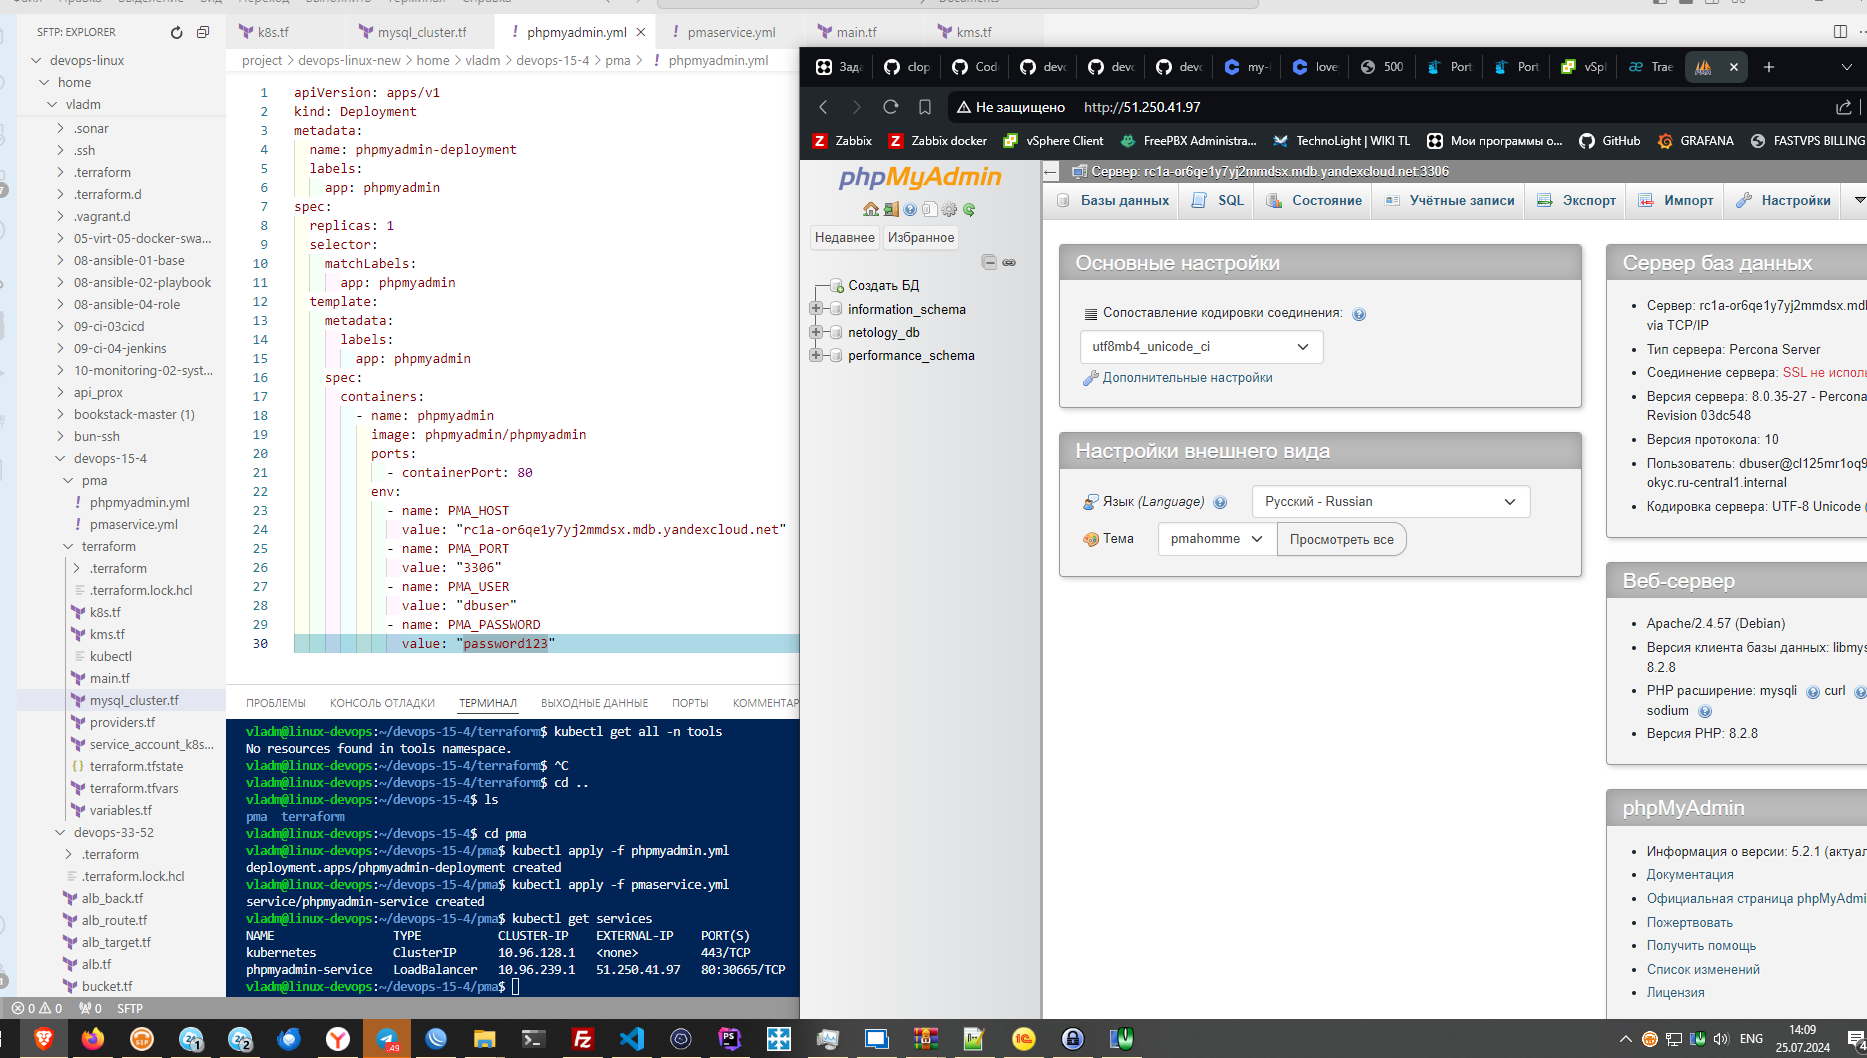 SFTP: EXPLORER
devops-linux
home
vladm
.sonar
.ssh
.terraform
.terraform.d
.vagrant.d
05-virt-05-docker-swa...
08-ansible-01-base
08-ansible-02-playbook
08-ansible-04-role
09-ci-03cicd
09-ci-04-jenkins
10-monitoring-02-syst...
api_prox
bookstack-master (1)
bun-ssh
devops-15-4
pma
phpmyadmin.yml
pmaservice.yml
terraform
.terraform
.terraform.lock.hcl
k8s.tf
kms.tf
kubectl
main.tf
mysql_cluster.tf
providers.tf
service_account_k8s...
terraform.tfstate
terraform.tfvars
variables.tf
devops-33-52
.terraform
.terraform.lock.hcl
alb_back.tf
alb_route.tf
alb_target.tf
alb.tf
bucket.tf
0 0 0 SFTP
k8s.tf mysql_cluster.tf phpmyadmin.yml pmaservice.yml main.tf kms.tf
project > devops-linux-new > home > vladm > devops-15-4 > pma > ! phpmyadmin.yml
1 apiVersion: apps/v1
2 kind: Deployment
3 metadata:
4 name: phpmyadmin-deployment
5 labels:
6 app: phpmyadmin
7 spec:
8 replicas: 1
9 selector:
10 matchLabels:
11 app: phpmyadmin
12 template:
13 metadata:
14 labels:
15 app: phpmyadmin
16 spec:
17 containers:
18 - name: phpmyadmin
19 image: phpmyadmin/phpmyadmin
20 ports:
21 - containerPort: 80
22 env:
23 - name: PMA_HOST
24 value: "rc1a-or6qe1y7yj2mmdsx.mdb.yandexcloud.net"
25 - name: PMA_PORT
26 value: "3306"
27 - name: PMA_USER
28 value: "dbuser"
29 - name: PMA_PASSWORD
30 value: "password123"
ПРОБЛЕМЫ КОНСОЛЬ ОТЛАДКИ ТЕРМИНАЛ ВЫХОДНЫЕ ДАННЫЕ ПОРТЫ КОММЕНТАР
vladm@linux-devops:~/devops-15-4/terraform$ kubectl get all -n tools
No resources found in tools namespace.
vladm@linux-devops:~/devops-15-4/terraform$ ^C
vladm@linux-devops:~/devops-15-4/terraform$ cd ..
vladm@linux-devops:~/devops-15-4$ ls
pma terraform
vladm@linux-devops:~/devops-15-4$ cd pma
vladm@linux-devops:~/devops-15-4/pma$ kubectl apply -f phpmyadmin.yml
deployment.apps/phpmyadmin-deployment created
vladm@linux-devops:~/devops-15-4/pma$ kubectl apply -f pmaservice.yml
service/phpmyadmin-service created
vladm@linux-devops:~/devops-15-4/pma$ kubectl get services
NAME TYPE CLUSTER-IP EXTERNAL-IP PORT(S)
kubernetes ClusterIP 10.96.128.1 <none> 443/TCP
phpmyadmin-service LoadBalancer 10.96.239.1 51.250.41.97 80:30665/TCP
vladm@linux-devops:~/devops-15-4/pma$
Зада clop Cod devo devo devo my- love 500 Port Port vSpl Trae
Не защищено http://51.250.41.97
Zabbix Zabbix docker vSphere Client FreePBX Administra... TechnoLight | WIKI TL Мои программы о... GitHub GRAFANA FASTVPS BILLING
phpMyAdmin
Недавнее Избранное
Создать БД
information_schema
netology_db
performance_schema
Сервер: rc1a-or6qe1y7yj2mmdsx.mdb.yandexcloud.net:3306
Базы данных SQL Состояние Учётные записи Экспорт Импорт Настройки
Основные настройки
Сопоставление кодировки соединения:
utf8mb4_unicode_ci
Дополнительные настройки
Настройки внешнего вида
Язык (Language) Русский - Russian
Тема pmahomme Просмотреть все
Сервер баз данных
Сервер: rc1a-or6qe1y7yj2mmdsx.mdb
via TCP/IP
Тип сервера: Percona Server
Соединение сервера: SSL не исполь
Версия сервера: 8.0.35-27 - Percona
Revision 03dc548
Версия протокола: 10
Пользователь: dbuser@cl125mr1oq9
okyc.ru-central1.internal
Кодировка сервера: UTF-8 Unicode (
Веб-сервер
Apache/2.4.57 (Debian)
Версия клиента базы данных: libmys
8.2.8
PHP расширение: mysqli curl
sodium
Версия PHP: 8.2.8
phpMyAdmin
Информация о версии: 5.2.1 (актуал
Документация
Официальная страница phpMyAdmi
Пожертвовать
Получить помощь
Список изменений
Лицензия
ENG
14:09
25.07.2024